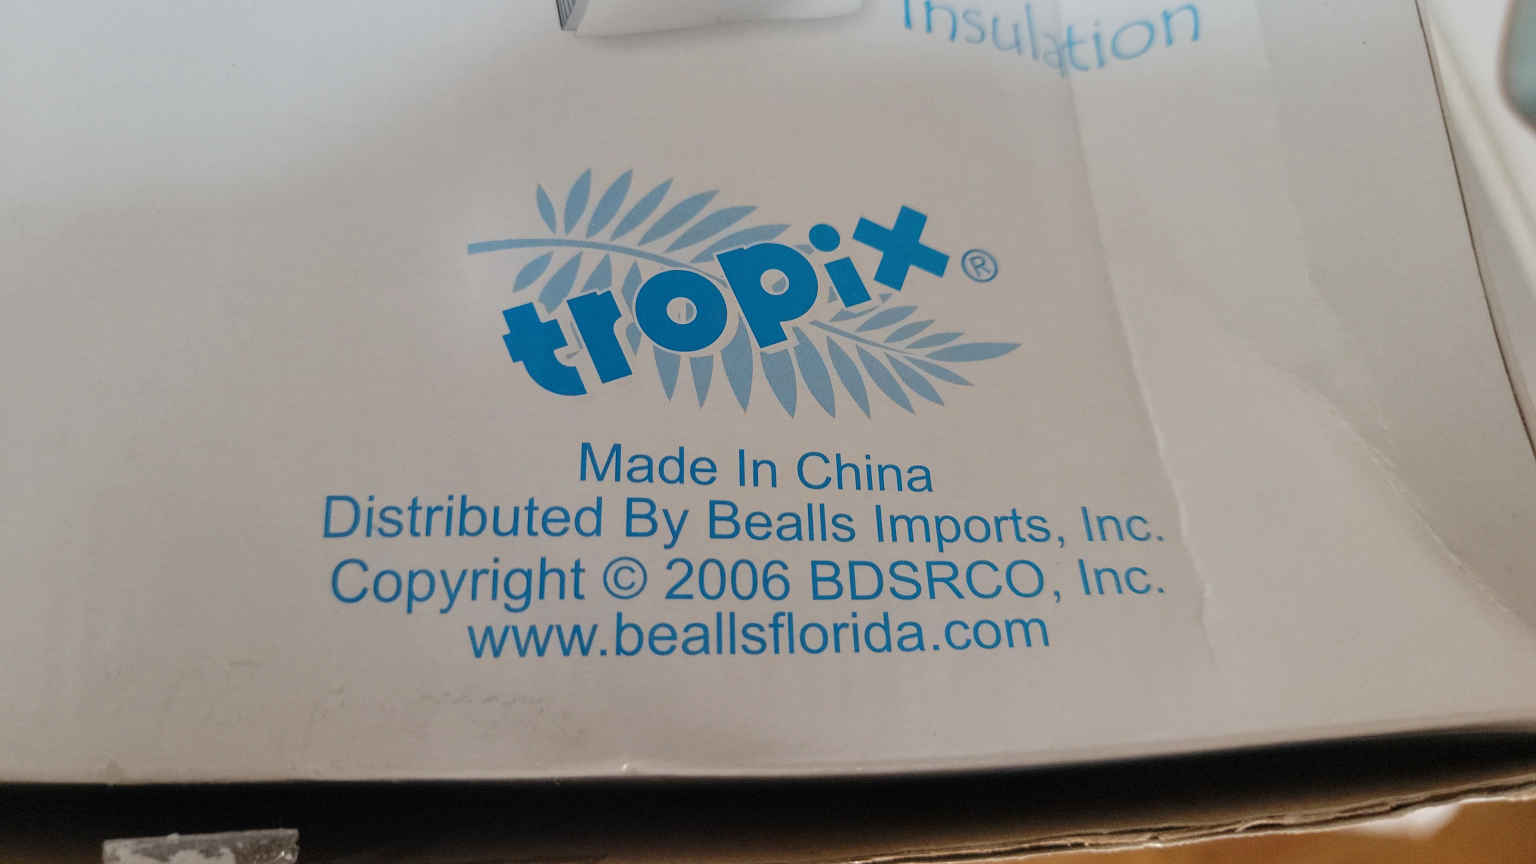 Insulation
tropix®
Made In China
Distributed By Bealls Imports, Inc.
Copyright © 2006 BDSRCO, Inc.
www.beallsflorida.com